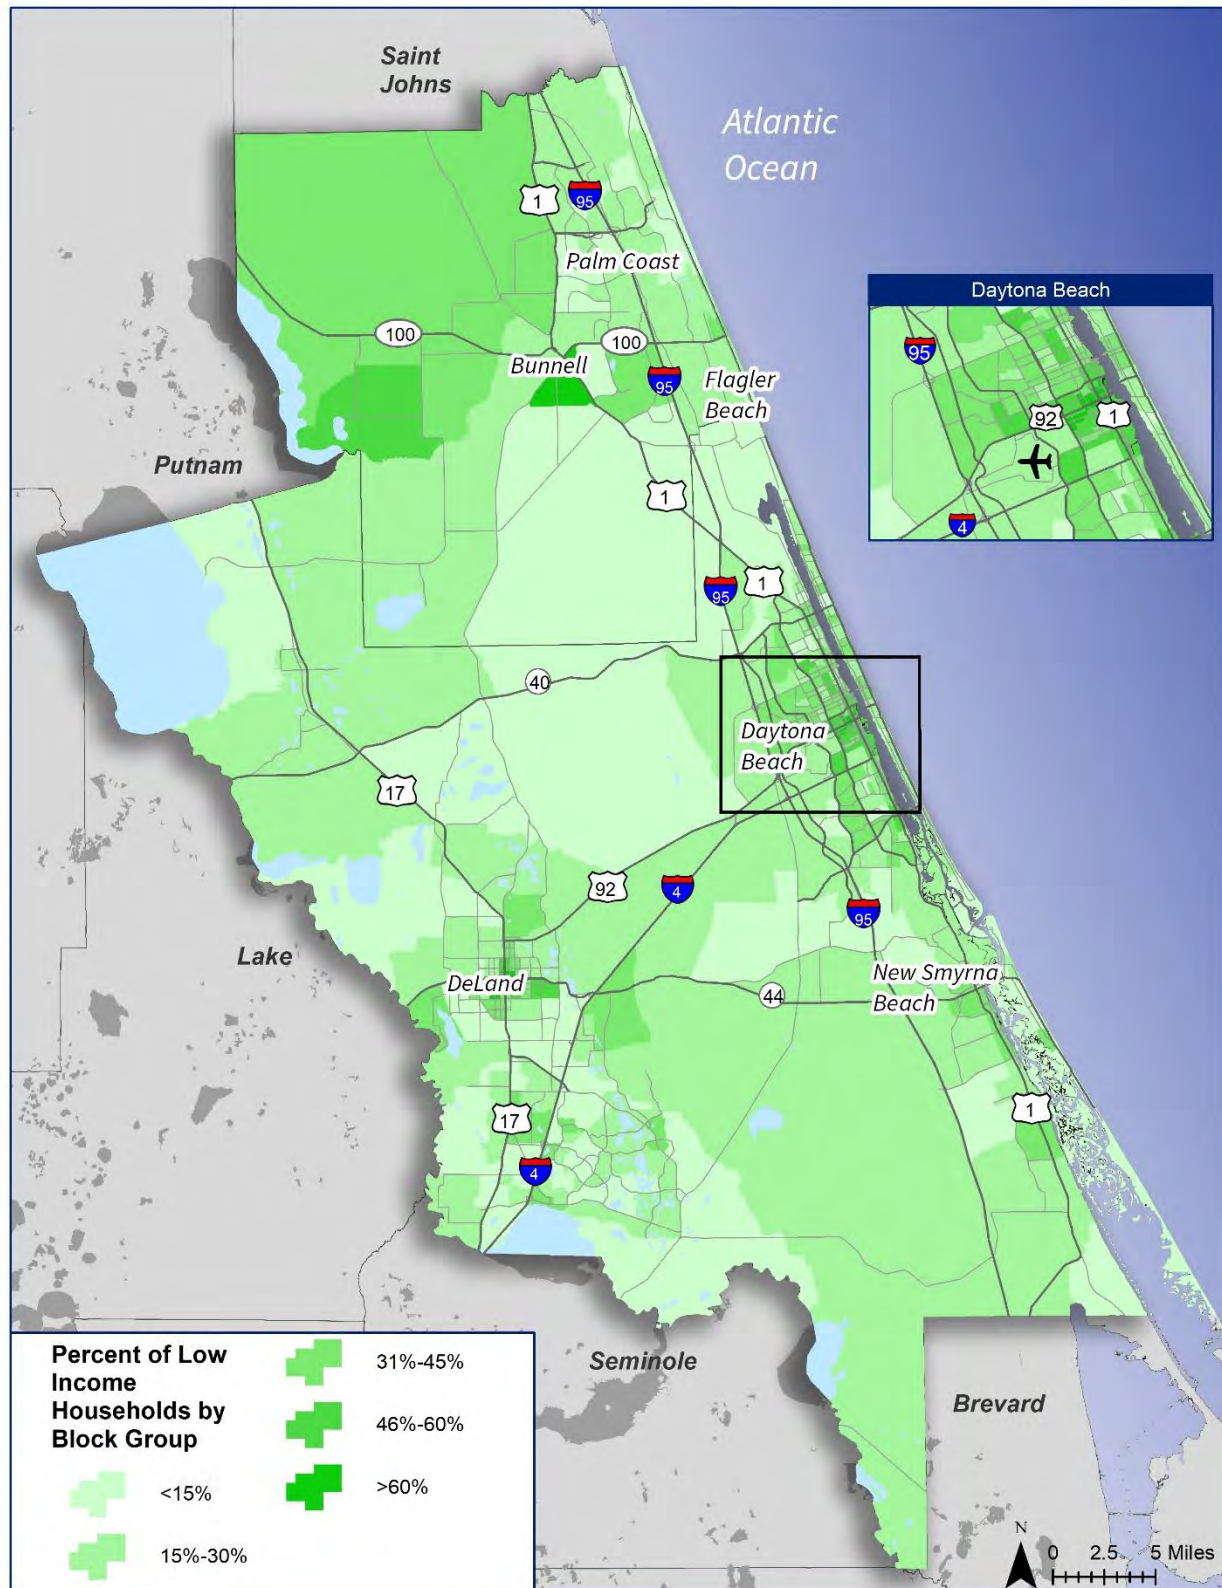 Saint
Johns
Atlantic
Ocean
1
95
Palm Coast
Daytona Beach
95
92
1
4
100
100
Bunnell
95
Flagler
Beach
Putnam
1
95
1
40
Daytona
Beach
17
92
4
95
Lake
DeLand
New Smyrna
Beach
44
17
1
4
Seminole
Brevard
Percent of Low
Income
Households by
Block Group
<15%
15%-30%
31%-45%
46%-60%
>60%
N
0 2.5 5 Miles